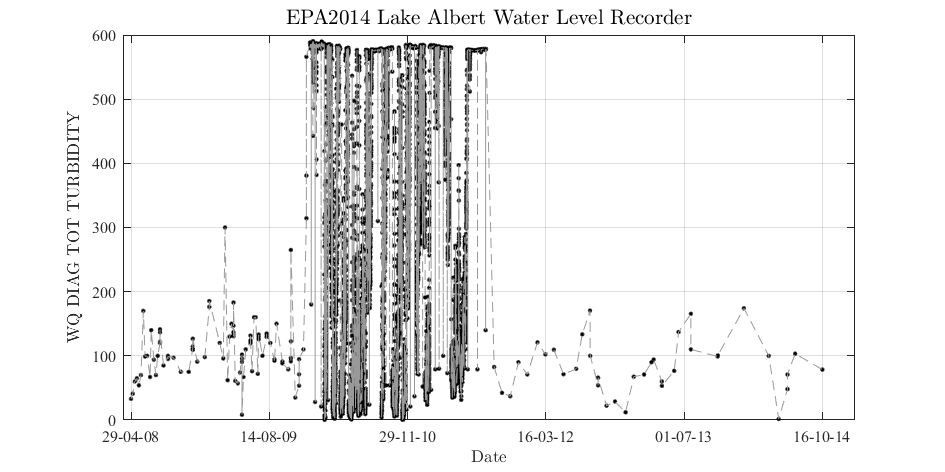 EPA2014 Lake Albert Water Level Recorder
WQ DIAG TOT TURBIDITY
600
500
400
300
200
100
0
29-04-08 14-08-09 29-11-10 16-03-12 01-07-13 16-10-14
Date